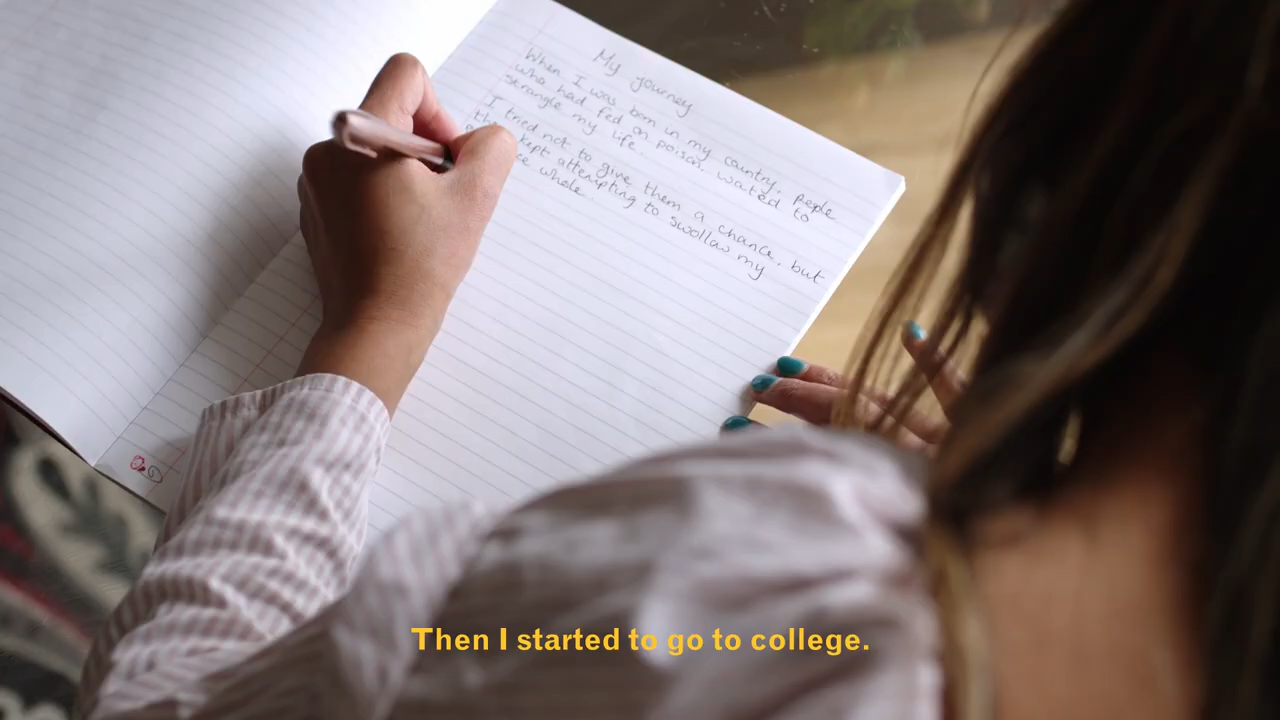 My journey
When I was born in my country, people
who had fed on poison, wanted to
strangle my life.
I tried not to give them a chance, but
they kept attempting to swollow my
whole.
Then I started to go to college.